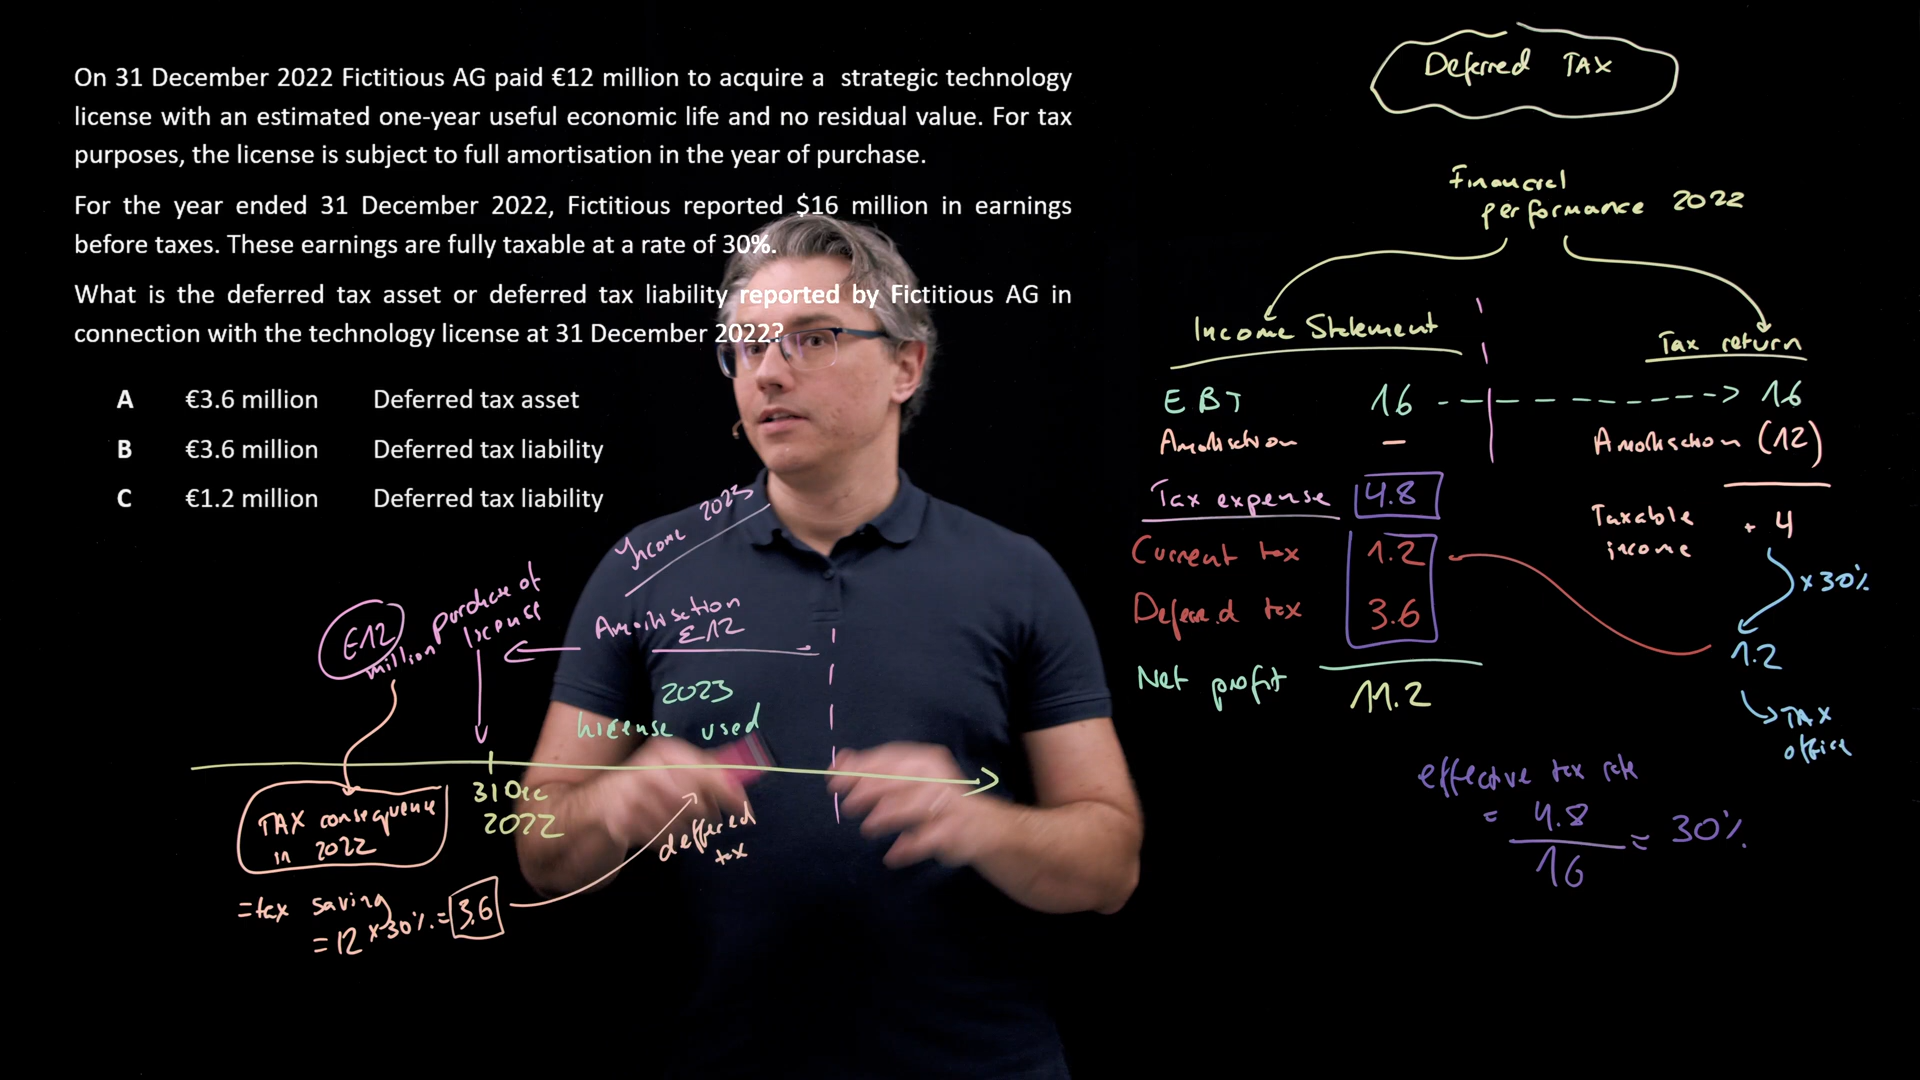 On 31 December 2022 Fictitious AG paid €12 million to acquire a strategic technology
license with an estimated one-year useful economic life and no residual value. For tax
purposes, the license is subject to full amortisation in the year of purchase.
For the year ended 31 December 2022, Fictitious reported $16 million in earnings
before taxes. These earnings are fully taxable at a rate of 30%.
What is the deferred tax asset or deferred tax liability reported by Fictitious AG in
connection with the technology license at 31 December 2022?
A €3.6 million Deferred tax asset
B €3.6 million Deferred tax liability
C €1.2 million Deferred tax liability
Income 2023
€12
million
purchase of
license
Amortisation
€12
2023
license used
31 Dec
2022
TAX consequence
in 2022
=tax saving
=12 x30%.=3,6
deffered
tax
Deferred TAX
Financial
performance 2022
Income Statement
Tax return
EBT 16 16
Amortisation – Amortisation (12)
Tax expense 4.8
Taxable
income + 4
Current tax 1.2
x30%
Deferred tax 3.6
1.2
Net profit 11.2
TAX
office
effective tax rate
= 4.8
16
= 30%